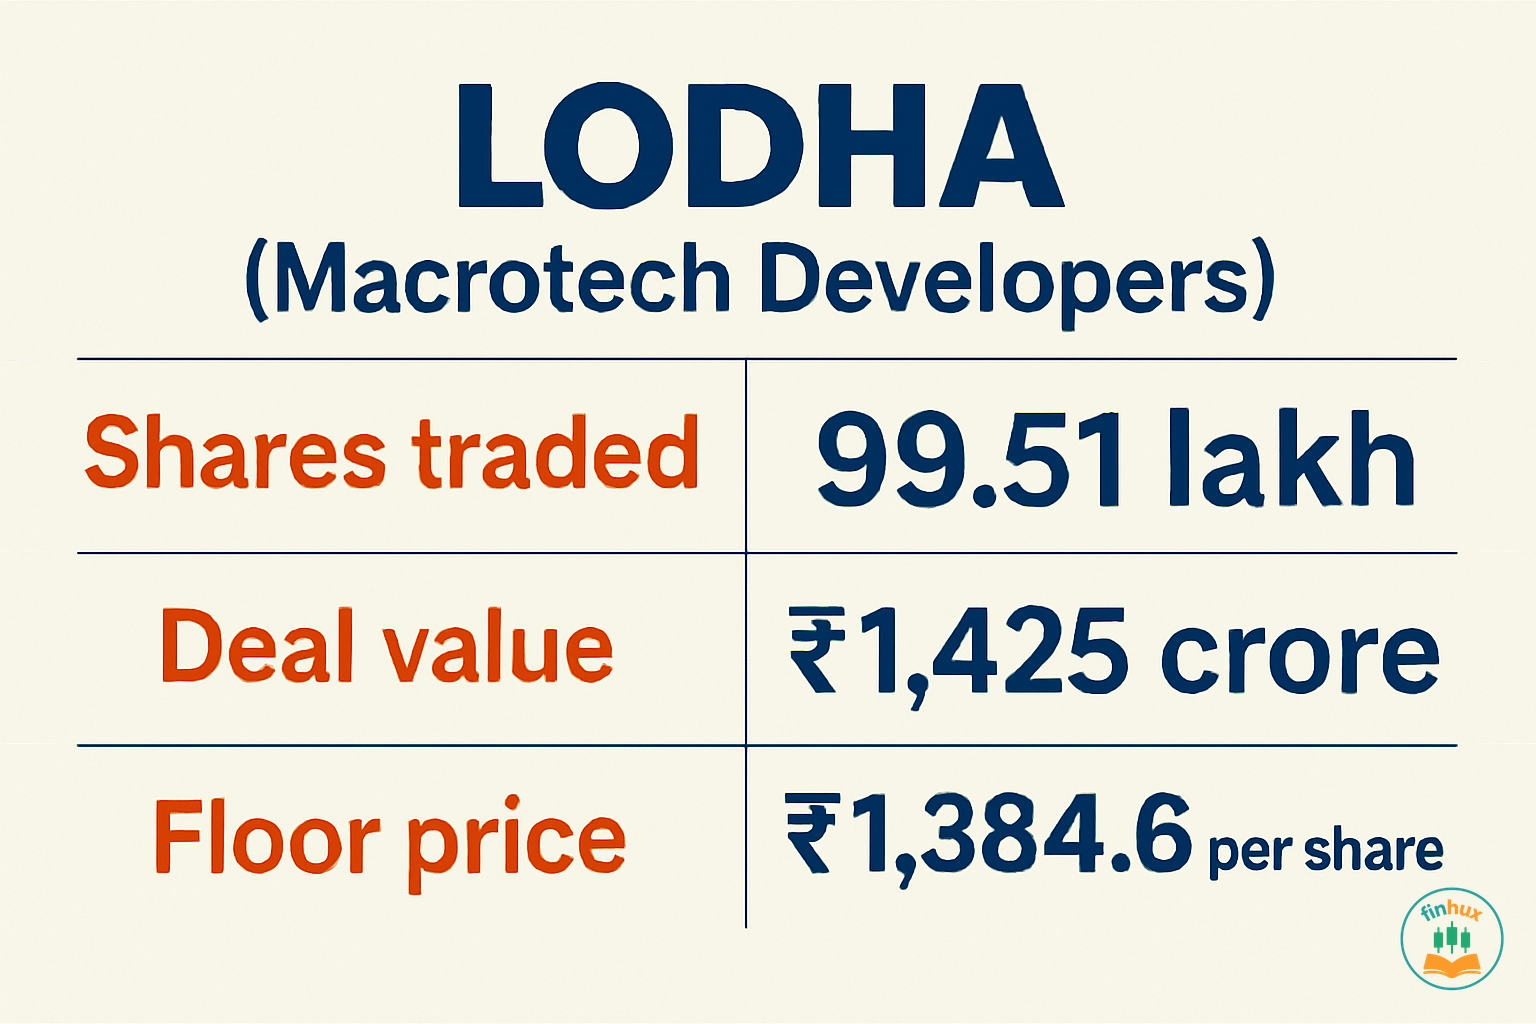 LODHA
(Macrotech Developers)
Shares traded 99.51 lakh
Deal value ₹1,425 crore
Floor price ₹1,384.6 per share
finhux